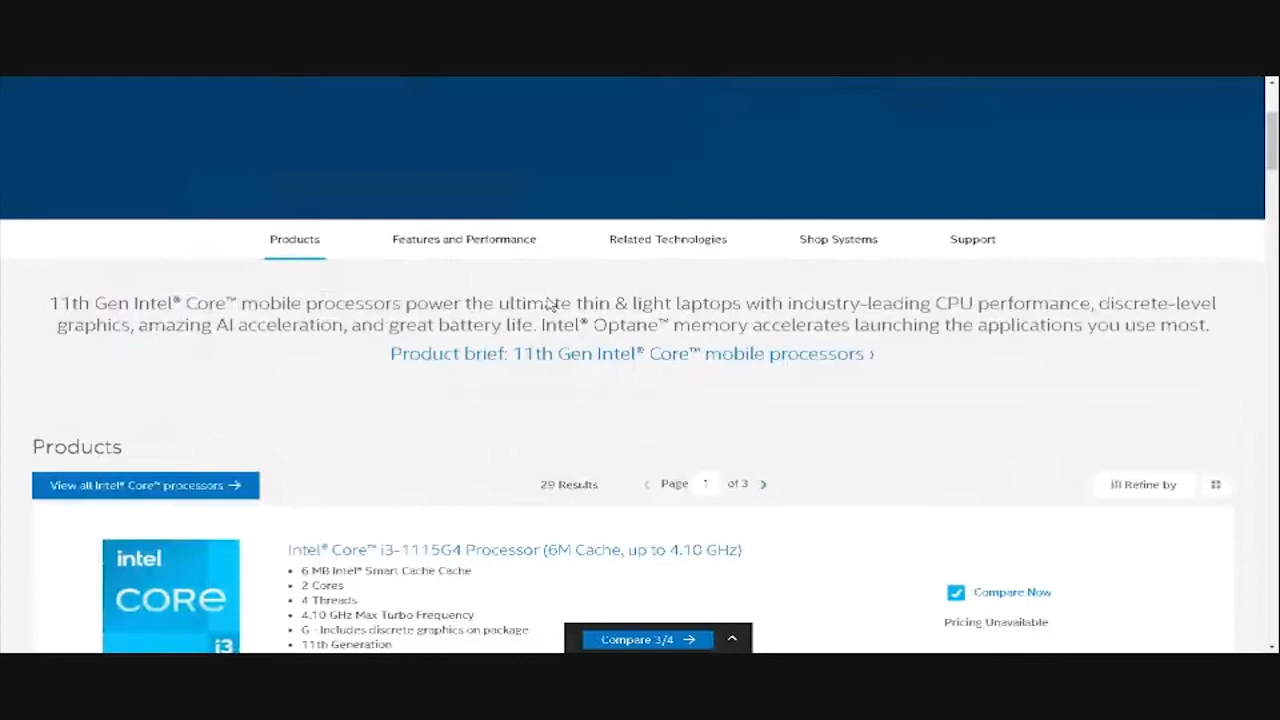 Products Features and Performance Related Technologies Shop Systems Support
11th Gen Intel® Core™ mobile processors power the ultimate thin & light laptops with industry-leading CPU performance, discrete-level
graphics, amazing AI acceleration, and great battery life. Intel® Optane™ memory accelerates launching the applications you use most.
Product brief: 11th Gen Intel® Core™ mobile processors ›
Products
View all Intel® Core™ processors → 29 Results ‹ Page 1 of 3 › Refine by
intel
CORE
i3
Intel® Core™ i3-1115G4 Processor (6M Cache, up to 4.10 GHz)
• 6 MB Intel® Smart Cache Cache
• 2 Cores
• 4 Threads
• 4.10 GHz Max Turbo Frequency
• G - Includes discrete graphics on package
• 11th Generation
Compare Now
Pricing Unavailable
Compare 3/4 →